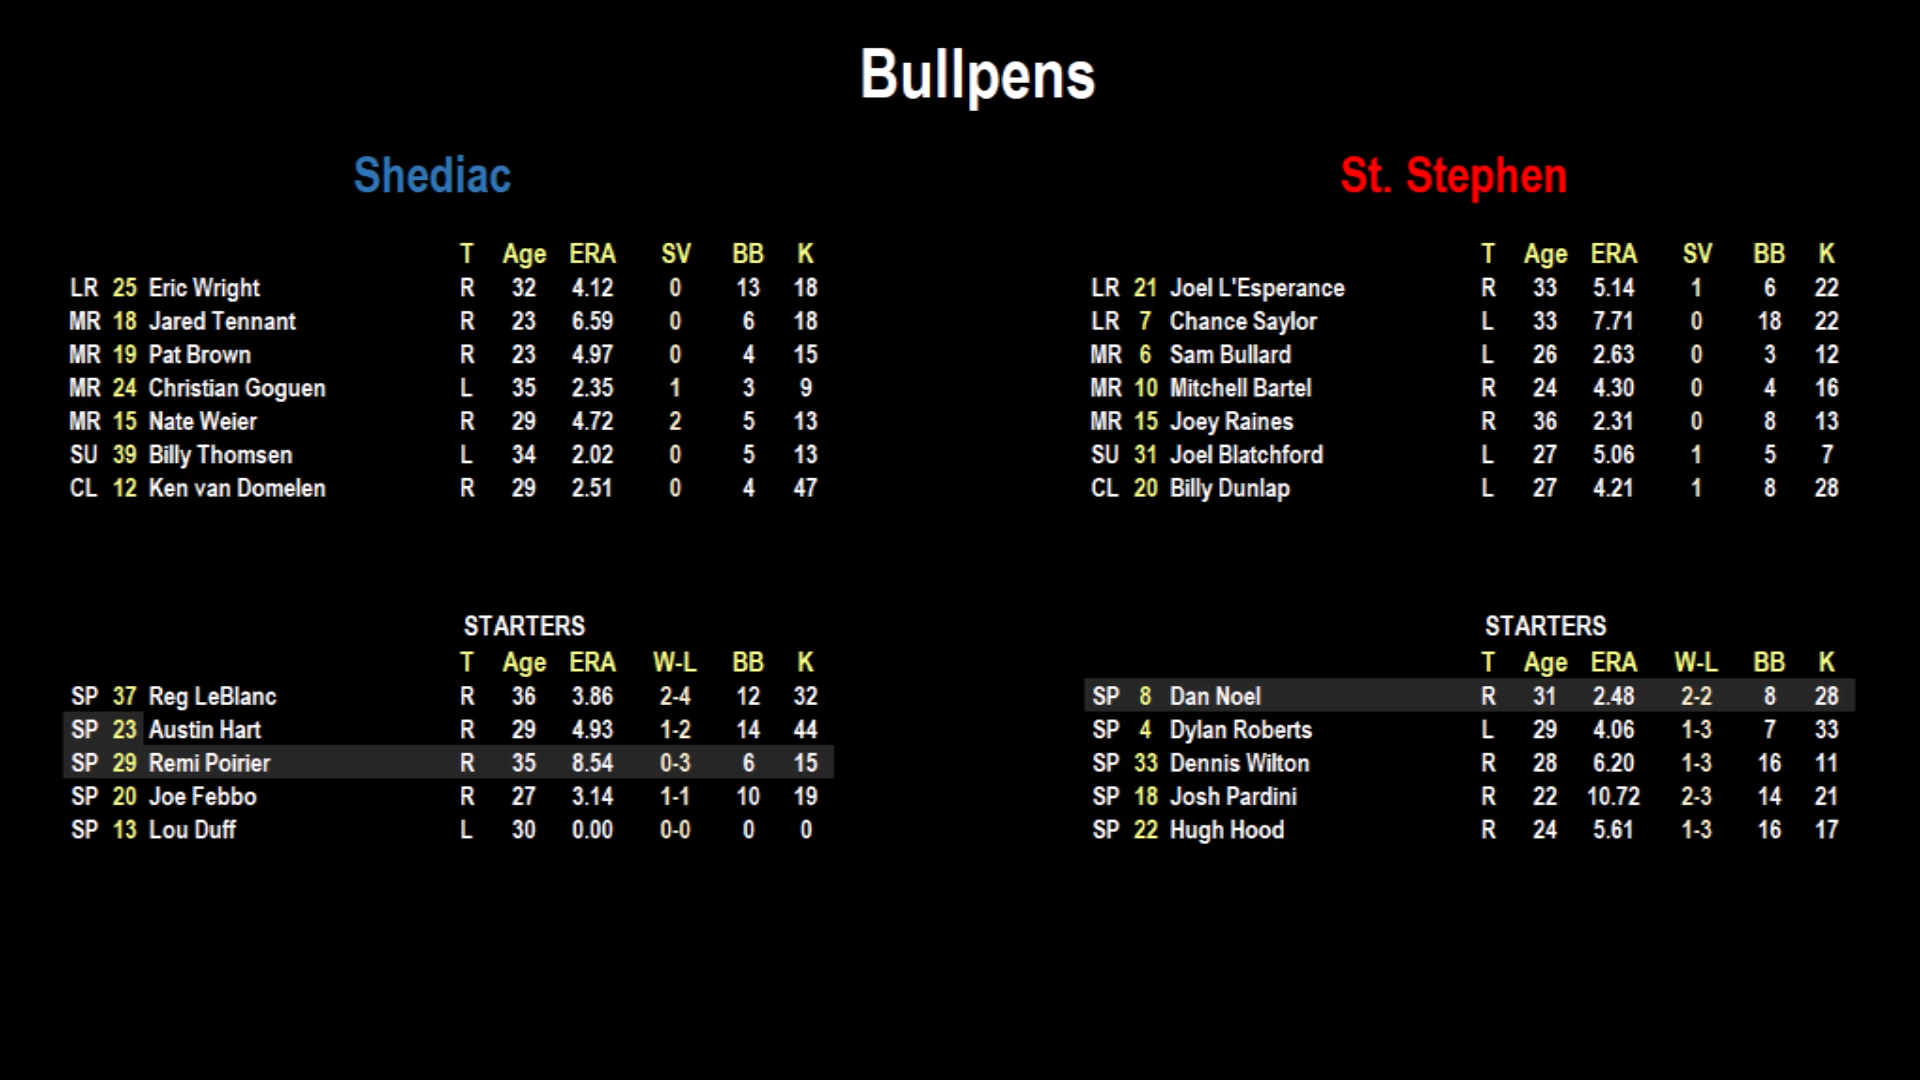 Bullpens
Shediac
T Age ERA SV BB K
LR 25 Eric Wright R 32 4.12 0 13 18
MR 18 Jared Tennant R 23 6.59 0 6 18
MR 19 Pat Brown R 23 4.97 0 4 15
MR 24 Christian Goguen L 35 2.35 1 3 9
MR 15 Nate Weier R 29 4.72 2 5 13
SU 39 Billy Thomsen L 34 2.02 0 5 13
CL 12 Ken van Domelen R 29 2.51 0 4 47
STARTERS
T Age ERA W-L BB K
SP 37 Reg LeBlanc R 36 3.86 2-4 12 32
SP 23 Austin Hart R 29 4.93 1-2 14 44
SP 29 Remi Poirier R 35 8.54 0-3 6 15
SP 20 Joe Febbo R 27 3.14 1-1 10 19
SP 13 Lou Duff L 30 0.00 0-0 0 0
St. Stephen
T Age ERA SV BB K
LR 21 Joel L'Esperance R 33 5.14 1 6 22
LR 7 Chance Saylor L 33 7.71 0 18 22
MR 6 Sam Bullard L 26 2.63 0 3 12
MR 10 Mitchell Bartel R 24 4.30 0 4 16
MR 15 Joey Raines R 36 2.31 0 8 13
SU 31 Joel Blatchford L 27 5.06 1 5 7
CL 20 Billy Dunlap L 27 4.21 1 8 28
STARTERS
T Age ERA W-L BB K
SP 8 Dan Noel R 31 2.48 2-2 8 28
SP 4 Dylan Roberts L 29 4.06 1-3 7 33
SP 33 Dennis Wilton R 28 6.20 1-3 16 11
SP 18 Josh Pardini R 22 10.72 2-3 14 21
SP 22 Hugh Hood R 24 5.61 1-3 16 17